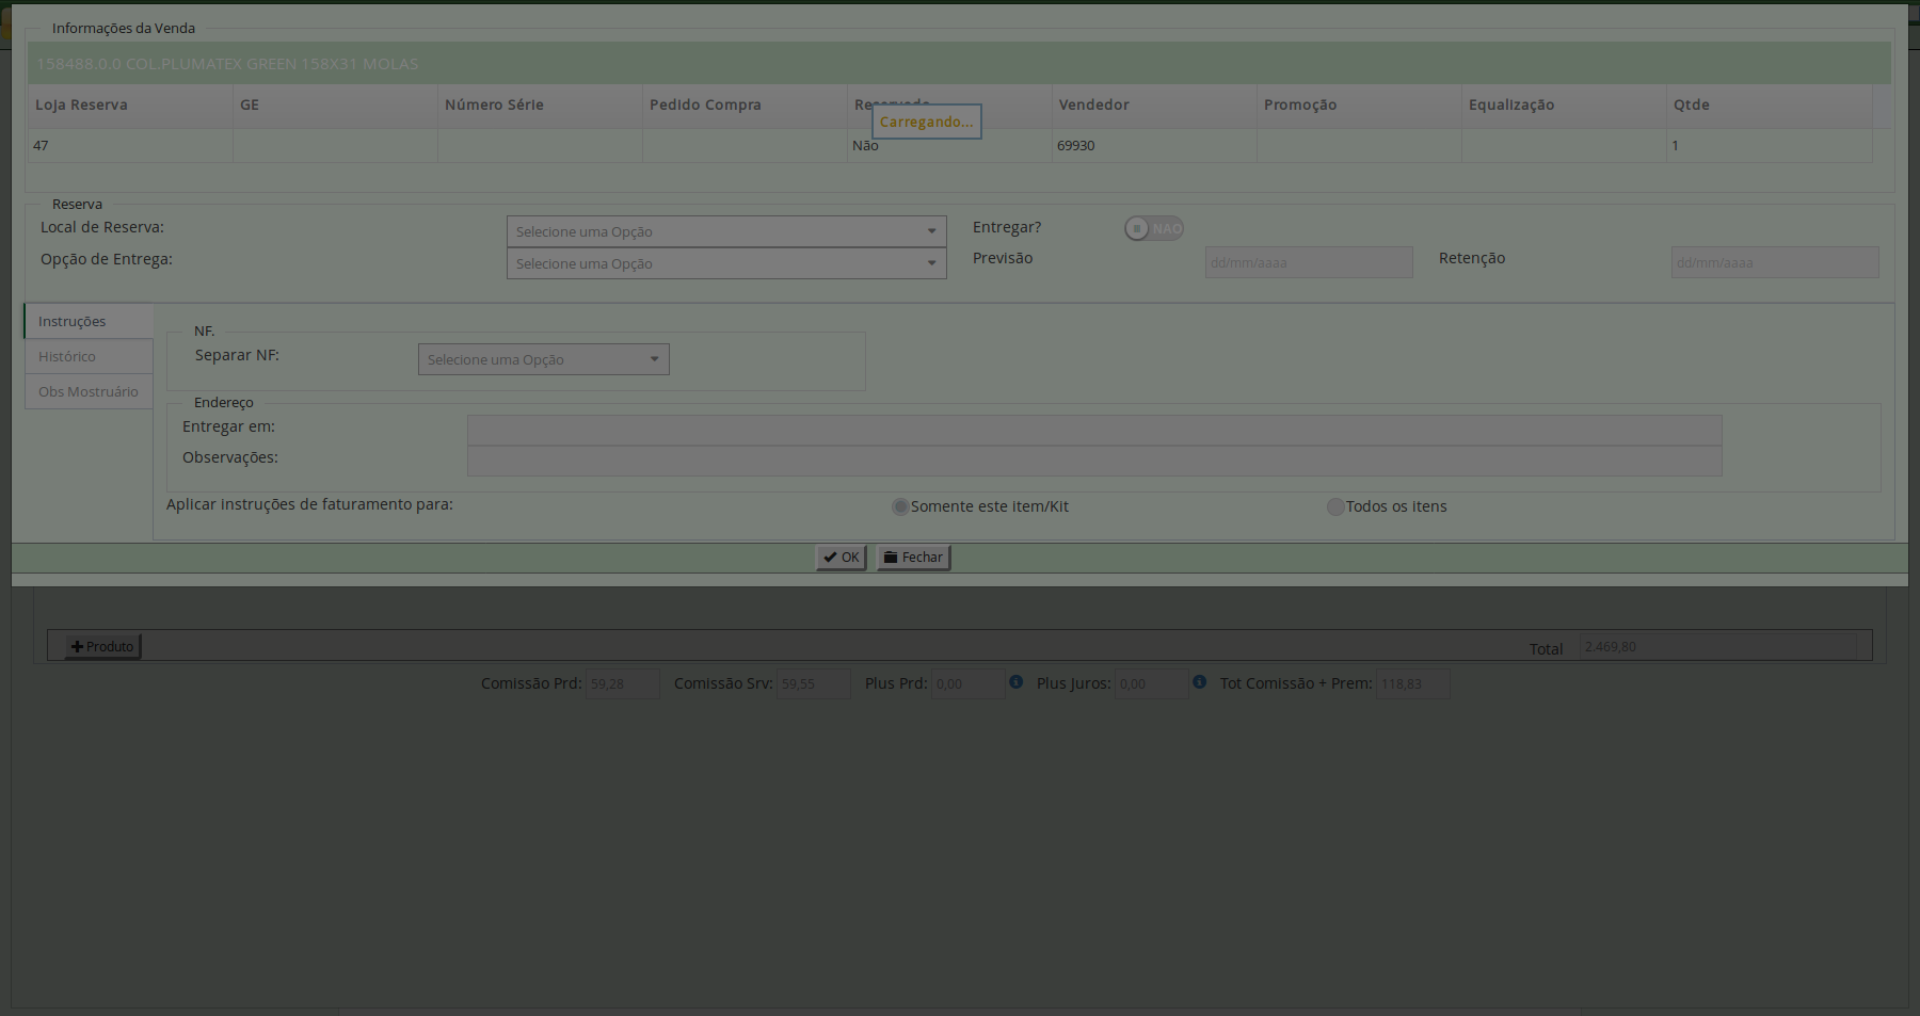 Informações da Venda
158488.0.0 COL.PLUMATEX GREEN 158X31 MOLAS
Loja Reserva GE Número Série Pedido Compra Vendedor Promoção Equalização Qtde
Carregando...
47 Não 69930 1
Reserva
Local de Reserva: Selecione uma Opção Entregar? NAO
Opção de Entrega: Selecione uma Opção Previsão dd/mm/aaaa Retenção dd/mm/aaaa
Instruções
Histórico
Obs Mostruário
NF.
Separar NF: Selecione uma Opção
Endereço
Entregar em:
Observações:
Aplicar instruções de faturamento para: Somente este item/Kit Todos os itens
OK Fechar
Produto Total 2.469,80
Comissão Prd: 59,28 Comissão Srv: 59,55 Plus Prd: 0,00 Plus Juros: 0,00 Tot Comissão + Prem: 118,83